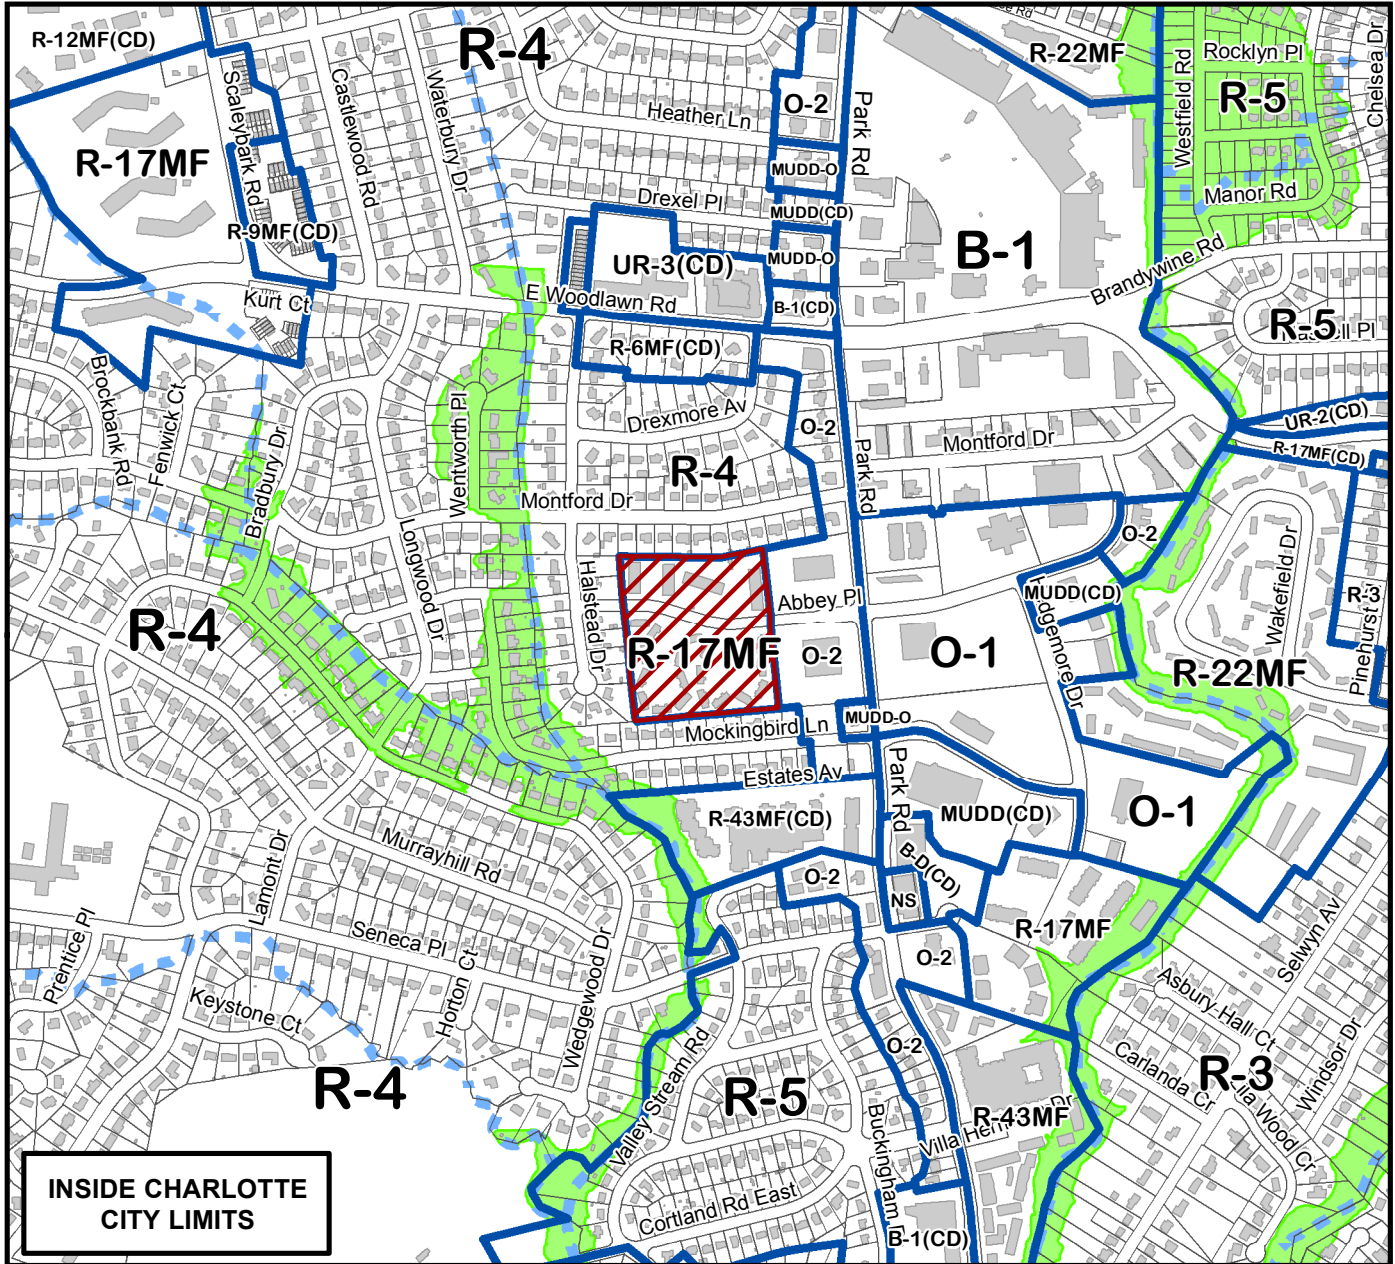 R-12MF(CD)
R-4
R-22MF
Westfield Rd
Rocklyn Pl
Chelsea Dr
R-5
Scaleybark Rd
Castlewood Rd
Waterbury Dr
Heather Ln
O-2
Park Rd
R-17MF
MUDD-O
Drexel Pl
MUDD(CD)
Manor Rd
R-9MF(CD)
B-1
UR-3(CD)
MUDD-O
Brandywine Rd
Kurt Ct
E Woodlawn Rd
B-1(CD)
R-5
R-6MF(CD)
Brockbank Rd
Fenwick Ct
Bradbury Dr
Wentworth Pl
Drexmore Av
O-2
UR-2(CD)
Montford Dr
R-17MF(CD)
R-4
Park Rd
Montford Dr
Longwood Dr
Halstead Dr
O-2
Wakefield Dr
Abbey Pl
MUDD(CD)
R-3
R-4
Edgemore Dr
Pinehurst
R-17MF
O-2
O-1
R-22MF
Mockingbird Ln
MUDD-O
Estates Av
Park Rd
R-43MF(CD)
MUDD(CD)
O-1
Lamont Dr
Murrayhill Rd
B-D(CD)
O-2
NS
Prentice Pl
Seneca Pl
R-17MF
O-2
Selwyn Av
Keystone Ct
Horton Ct
Wedgewood Dr
Asbury Hall Ct
O-2
Carlanda Ct
Windsor Dr
R-3
R-4
Valley Stream Rd
R-5
R-43MF
Buckingham
Villa
Wood Cr
Cortland Rd East
B-1(CD)
INSIDE CHARLOTTE
CITY LIMITS